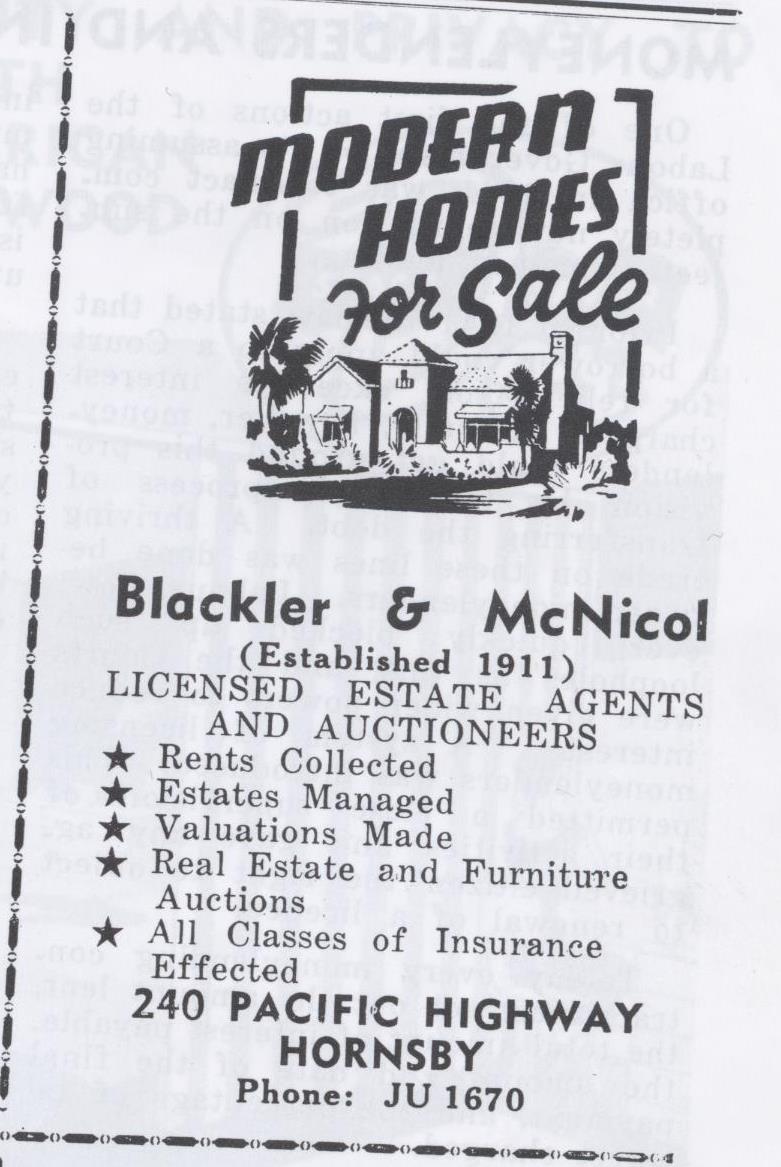 MODERN
HOMES
For Sale
Blackler & McNicol
(Established 1911)
LICENSED ESTATE AGENTS
AND AUCTIONEERS
★ Rents Collected
★ Estates Managed
★ Valuations Made
★ Real Estate and Furniture
Auctions
★ All Classes of Insurance
Effected
240 PACIFIC HIGHWAY
HORNSBY
Phone: JU 1670